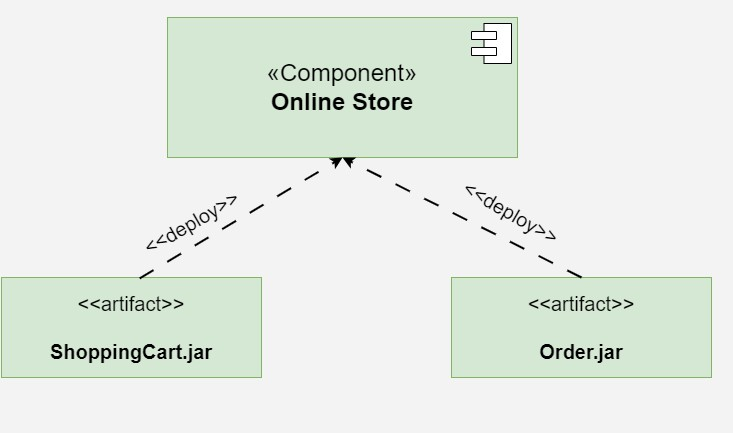 «Component»
Online Store
<<deploy>>
<<deploy>>
<<artifact>>
ShoppingCart.jar
<<artifact>>
Order.jar